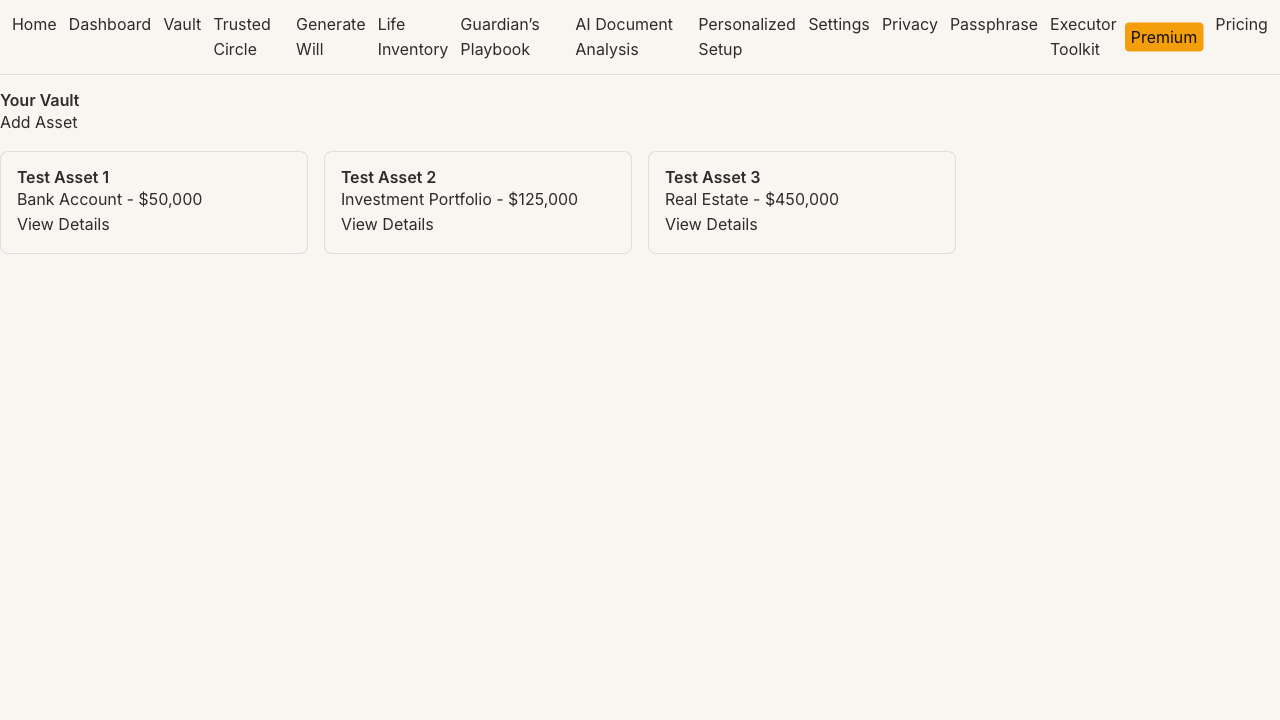 Home Dashboard Vault Trusted Circle Generate Will Life Inventory Guardian’s Playbook AI Document Analysis Personalized Setup Settings Privacy Passphrase Executor Toolkit Premium Pricing
Your Vault
Add Asset
Test Asset 1
Bank Account - $50,000
View Details
Test Asset 2
Investment Portfolio - $125,000
View Details
Test Asset 3
Real Estate - $450,000
View Details